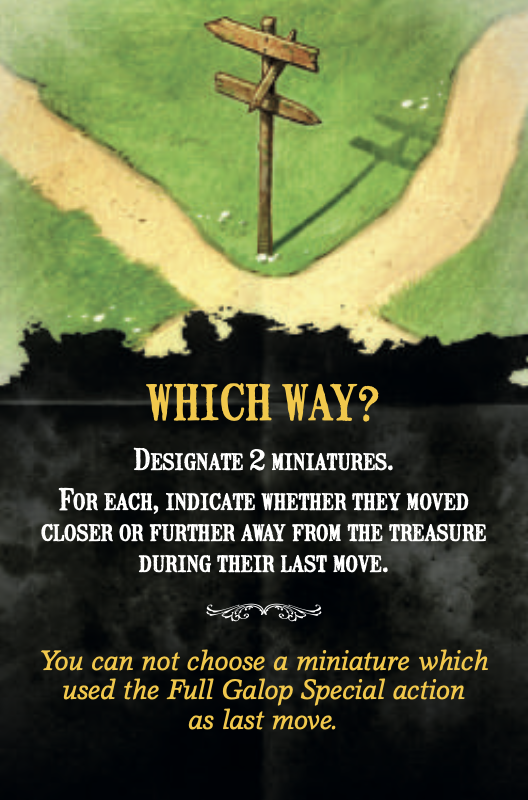 WHICH WAY?
DESIGNATE 2 MINIATURES.
FOR EACH, INDICATE WHETHER THEY MOVED
CLOSER OR FURTHER AWAY FROM THE TREASURE
DURING THEIR LAST MOVE.
You can not choose a miniature which
used the Full Galop Special action
as last move.